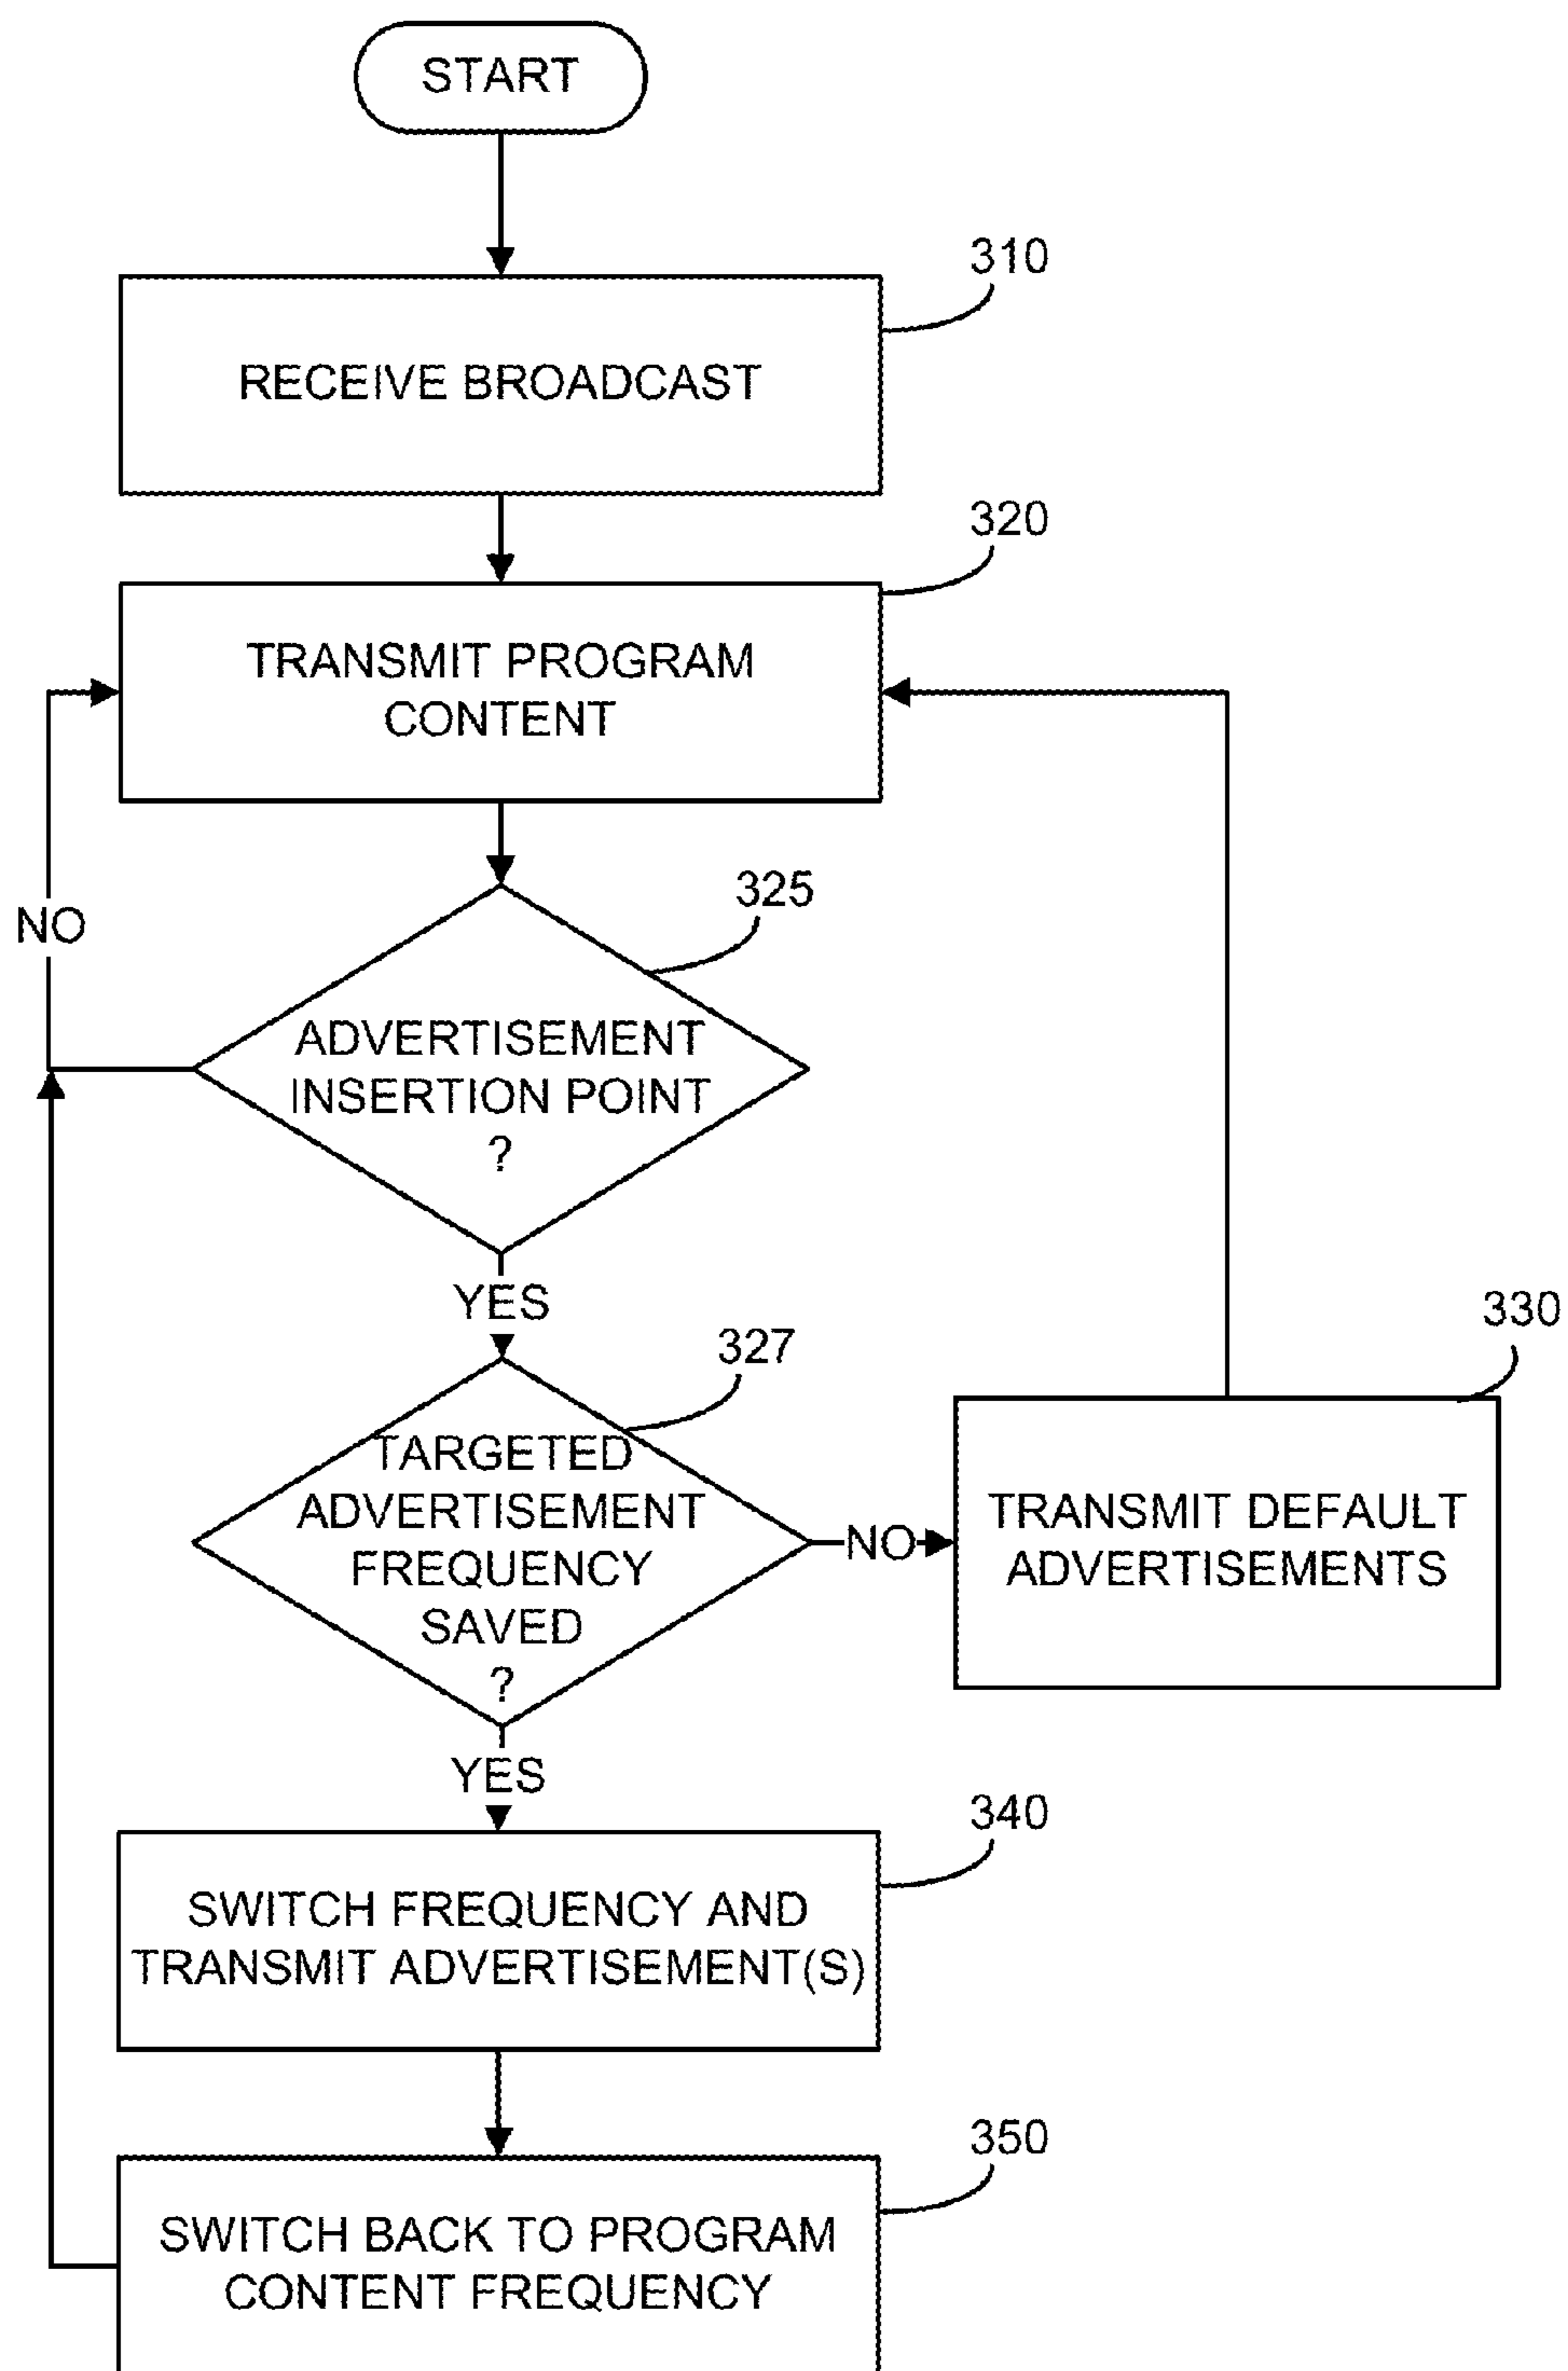 START
310
RECEIVE BROADCAST
320
TRANSMIT PROGRAM
CONTENT
325
NO
ADVERTISEMENT
INSERTION POINT
?
YES
327
330
TARGETED
ADVERTISEMENT
FREQUENCY
SAVED
?
NO
TRANSMIT DEFAULT
ADVERTISEMENTS
YES
340
SWITCH FREQUENCY AND
TRANSMIT ADVERTISEMENT(S)
350
SWITCH BACK TO PROGRAM
CONTENT FREQUENCY